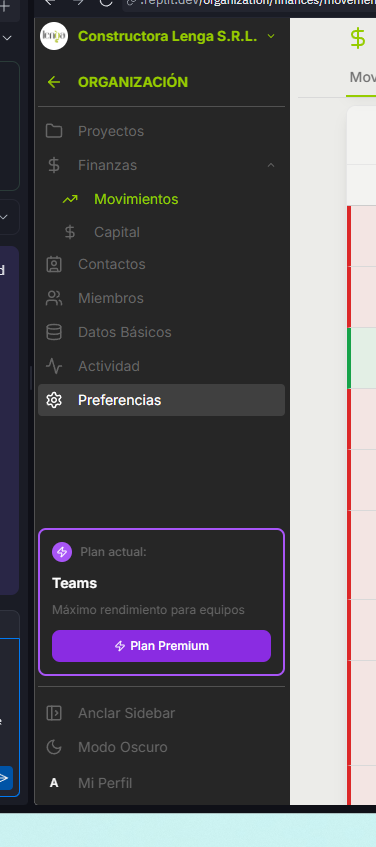 .replit.dev/organization/finances/movemen
lenga
Constructora Lenga S.R.L.
ORGANIZACIÓN
Mov
Proyectos
Finanzas
Movimientos
Capital
Contactos
Miembros
Datos Básicos
Actividad
Preferencias
Plan actual:
Teams
Máximo rendimiento para equipos
Plan Premium
Anclar Sidebar
Modo Oscuro
A Mi Perfil